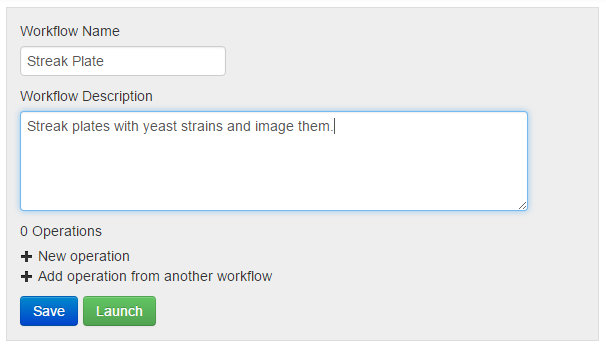 Workflow Name
Streak Plate
Workflow Description
Streak plates with yeast strains and image them.
0 Operations
New operation
Add operation from another workflow
Save Launch